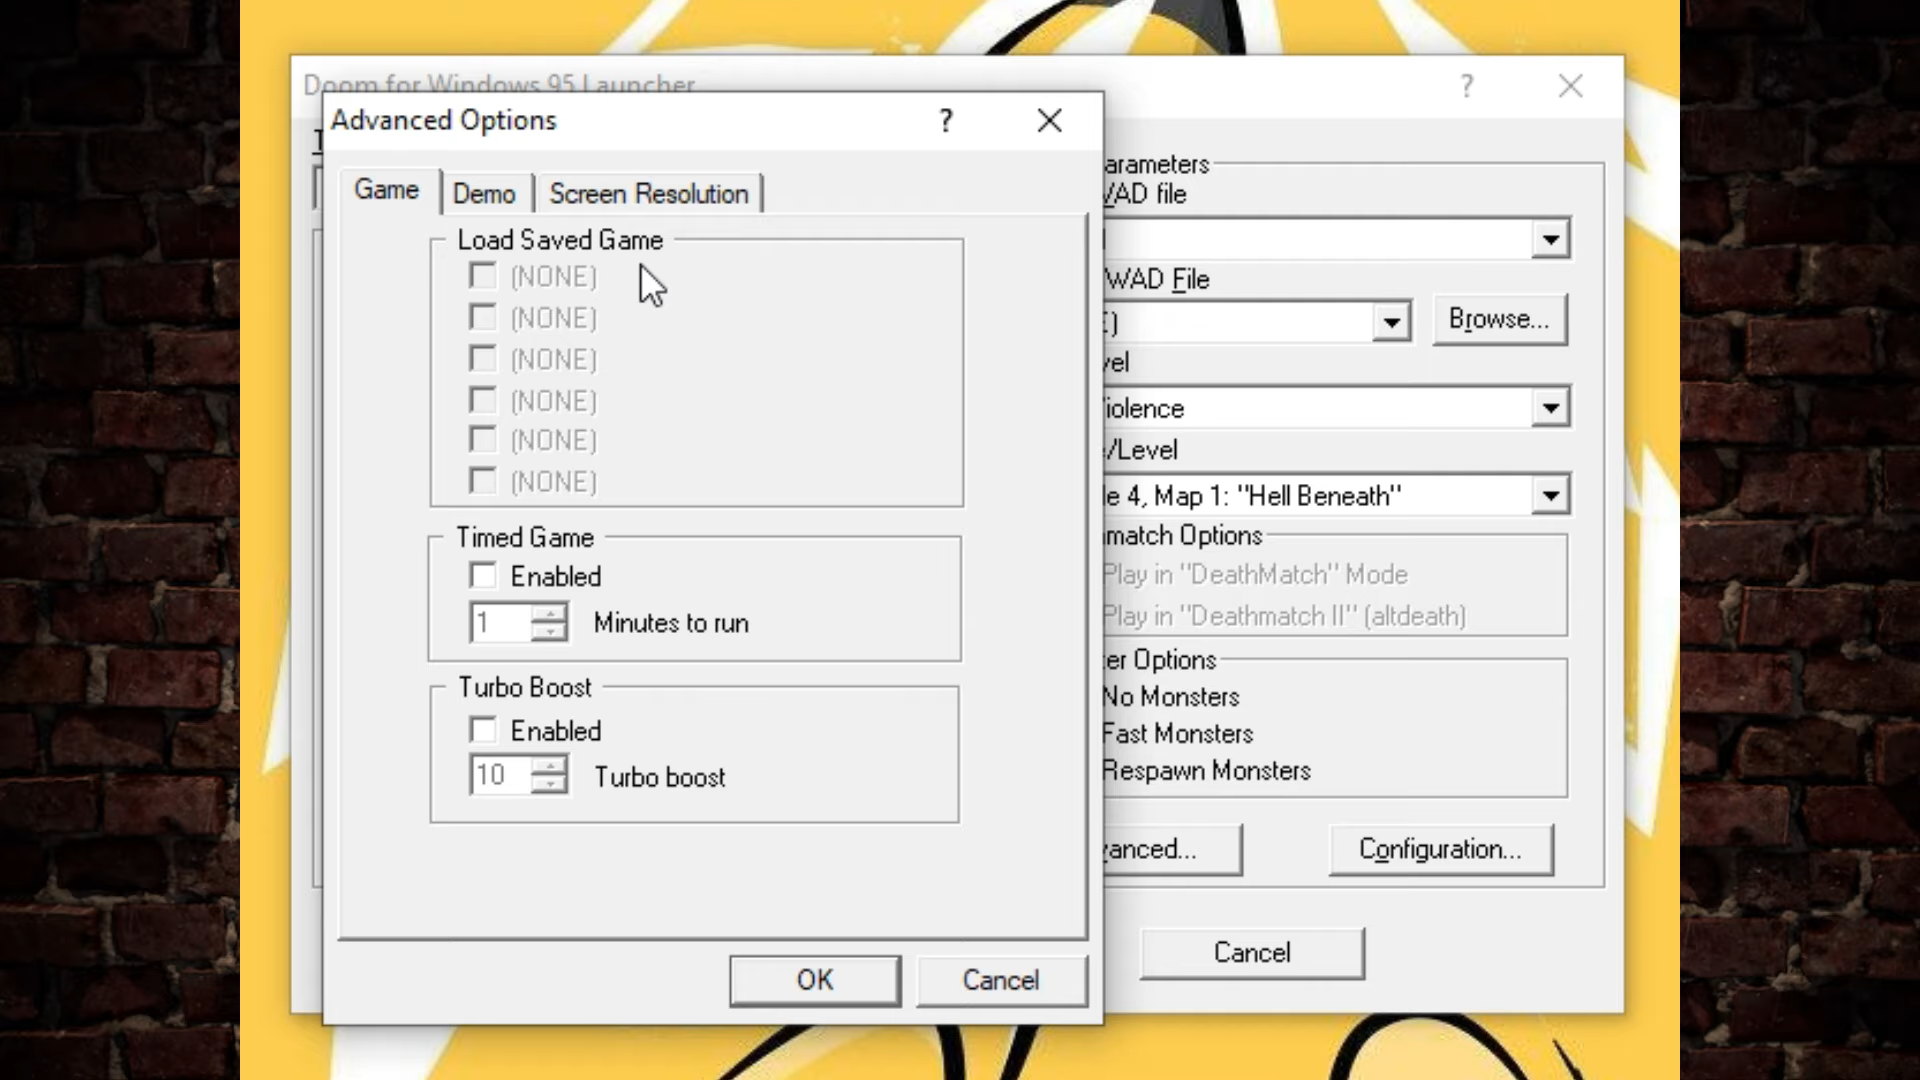 Doom for Windows 95 Launcher
?
Advanced Options
?
Game
Demo
Screen Resolution
Load Saved Game
(NONE)
(NONE)
(NONE)
(NONE)
(NONE)
(NONE)
Timed Game
Enabled
1
Minutes to run
Turbo Boost
Enabled
10
Turbo boost
OK
Cancel
arameters
WAD file
WAD File
E)
Browse...
vel
iolence
e/Level
le 4, Map 1: "Hell Beneath"
match Options
Play in "DeathMatch" Mode
Play in "Deathmatch II" (altdeath)
er Options
No Monsters
Fast Monsters
Respawn Monsters
vanced...
Configuration...
Cancel